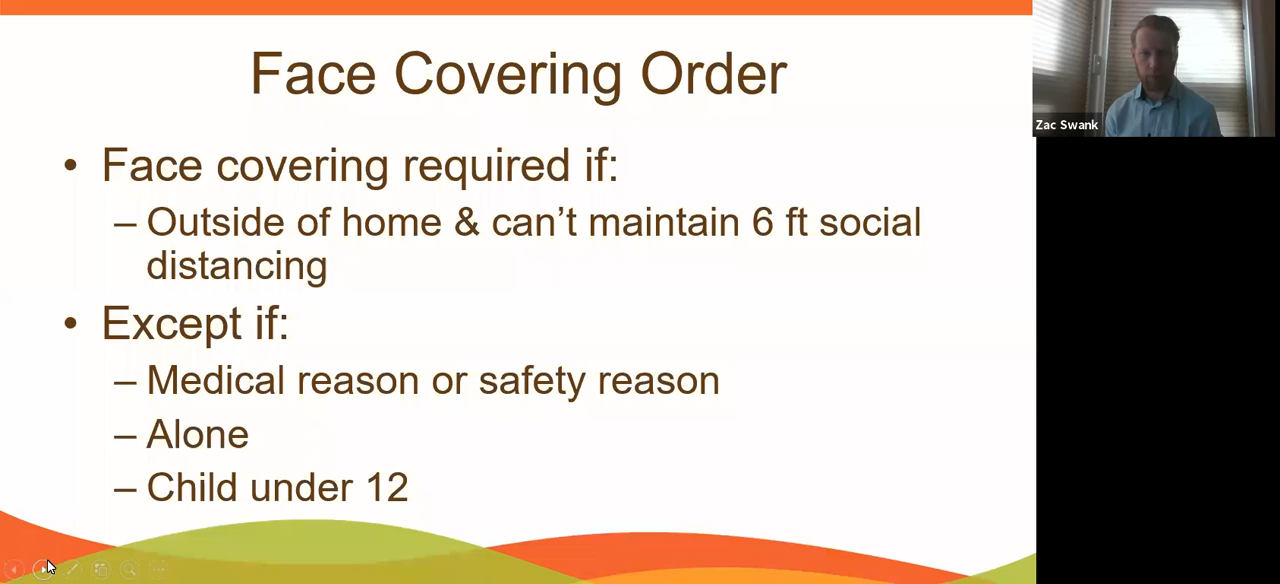 Face Covering Order
• Face covering required if:
– Outside of home & can’t maintain 6 ft social
distancing
• Except if:
– Medical reason or safety reason
– Alone
– Child under 12
Zac Swank